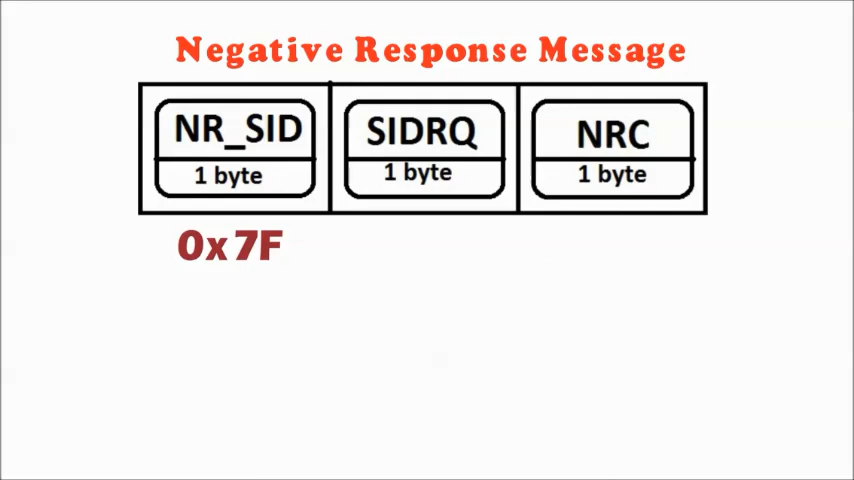 Negative Response Message
NR_SID SIDRQ NRC
1 byte 1 byte 1 byte
0x7F